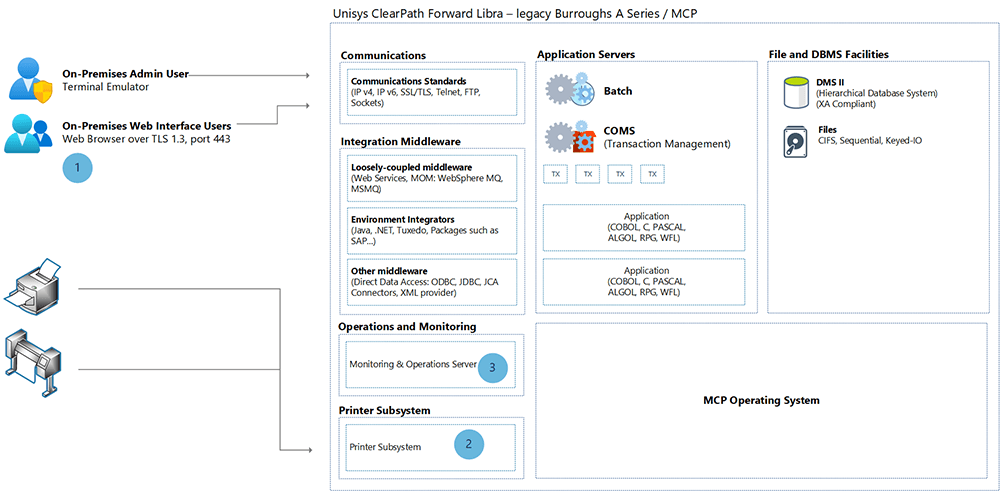 Unisys ClearPath Forward Libra – legacy Burroughs A Series / MCP
On-Premises Admin User
Terminal Emulator
On-Premises Web Interface Users
Web Browser over TLS 1.3, port 443
1
Communications
Communications Standards
(IP v4, IP v6, SSL/TLS, Telnet, FTP,
Sockets)
Integration Middleware
Loosely-coupled middleware
(Web Services, MOM: WebSphere MQ,
MSMQ)
Environment Integrators
(Java, .NET, Tuxedo, Packages such as
SAP...)
Other middleware
(Direct Data Access: ODBC, JDBC, JCA
Connectors, XML provider)
Operations and Monitoring
Monitoring & Operations Server
3
Printer Subsystem
Printer Subsystem
2
Application Servers
Batch
COMS
(Transaction Management)
TX
TX
TX
TX
Application
(COBOL, C, PASCAL,
ALGOL, RPG, WFL)
Application
(COBOL, C, PASCAL,
ALGOL, RPG, WFL)
File and DBMS Facilities
DMS II
(Hierarchical Database System)
(XA Compliant)
Files
CIFS, Sequential, Keyed-IO
MCP Operating System